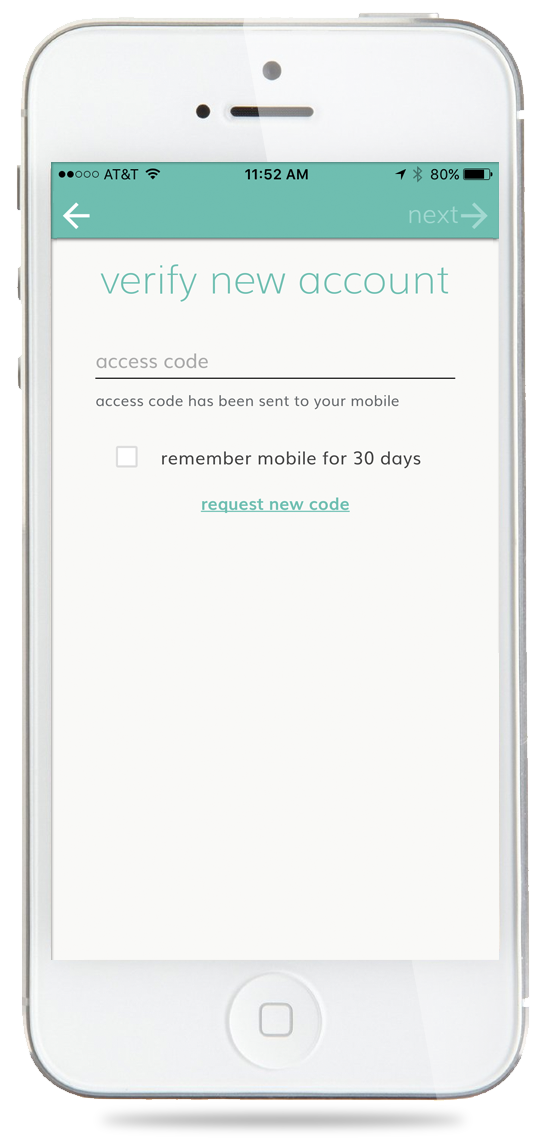 AT&T 11:52 AM 80%
next
verify new account
access code
access code has been sent to your mobile
remember mobile for 30 days
request new code